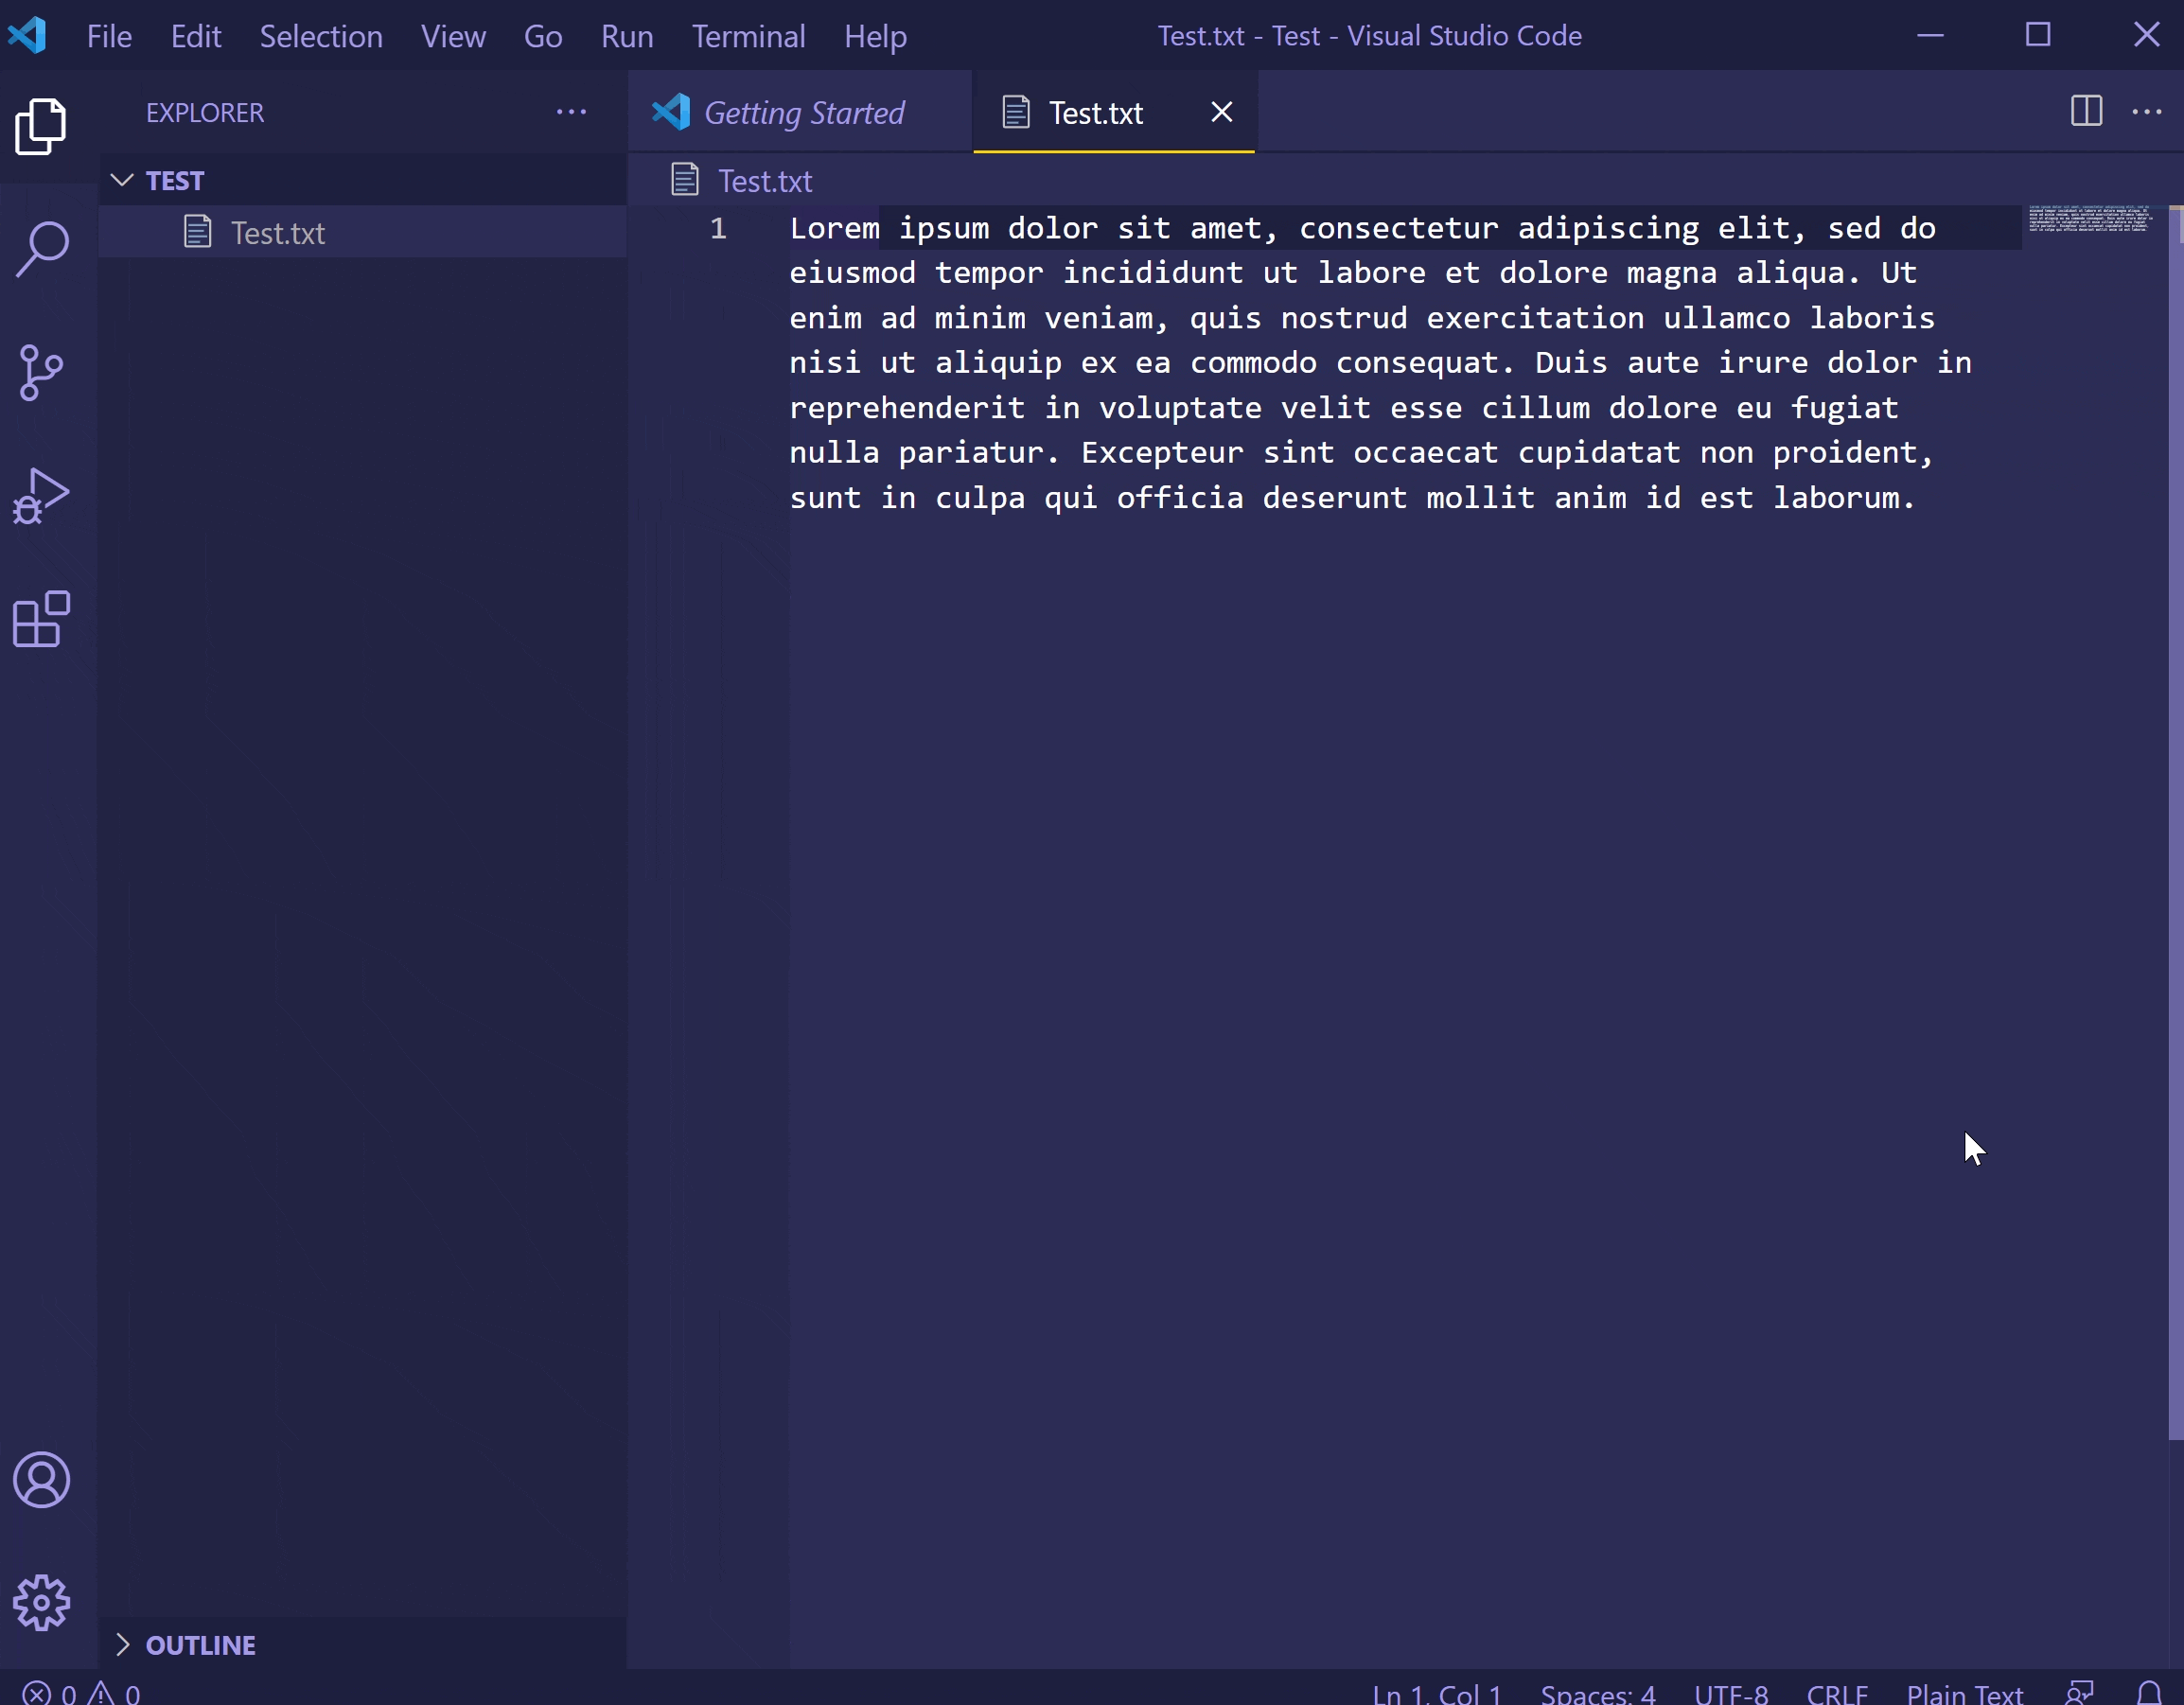 File Edit Selection View Go Run Terminal Help Test.txt - Test - Visual Studio Code
EXPLORER
Getting Started Test.txt
TEST
Test.txt
Test.txt
1 Lorem ipsum dolor sit amet, consectetur adipiscing elit, sed do
eiusmod tempor incididunt ut labore et dolore magna aliqua. Ut
enim ad minim veniam, quis nostrud exercitation ullamco laboris
nisi ut aliquip ex ea commodo consequat. Duis aute irure dolor in
reprehenderit in voluptate velit esse cillum dolore eu fugiat
nulla pariatur. Excepteur sint occaecat cupidatat non proident,
sunt in culpa qui officia deserunt mollit anim id est laborum.
OUTLINE
0 0 Ln 1, Col 1 Spaces: 4 UTF-8 CRLF Plain Text